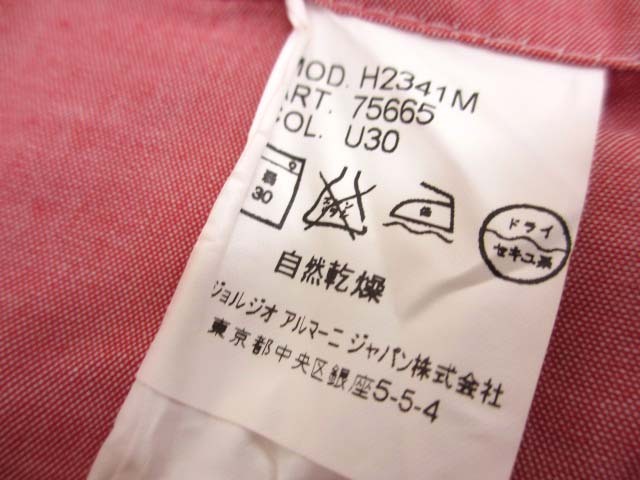 MOD. H2341M
ART. 75665
COL. U30
弱
30
ドライ
セキユ系
自然乾燥
ジョルジオ アルマーニ ジャパン株式会社
東京都中央区銀座5-5-4